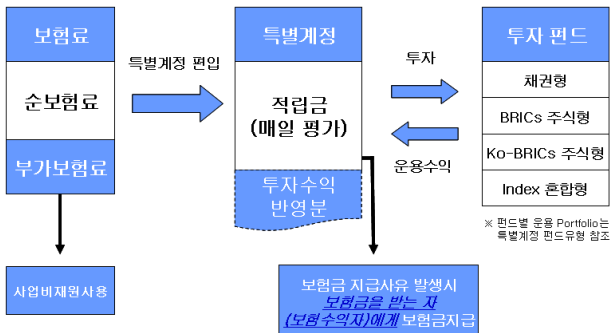 보험료
순보험료
부가보험료
사업비재원사용
특별계정 편입
특별계정
적립금
(매일 평가)
투자수익
반영분
투자
운용수익
투자 펀드
채권형
BRICs 주식형
Ko-BRICs 주식형
Index 혼합형
※ 펀드별 운용 Portfolio는
특별계정 펀드유형 참조
보험금 지급사유 발생시
보험금을 받는 자
(보험수익자)에게 보험금지급